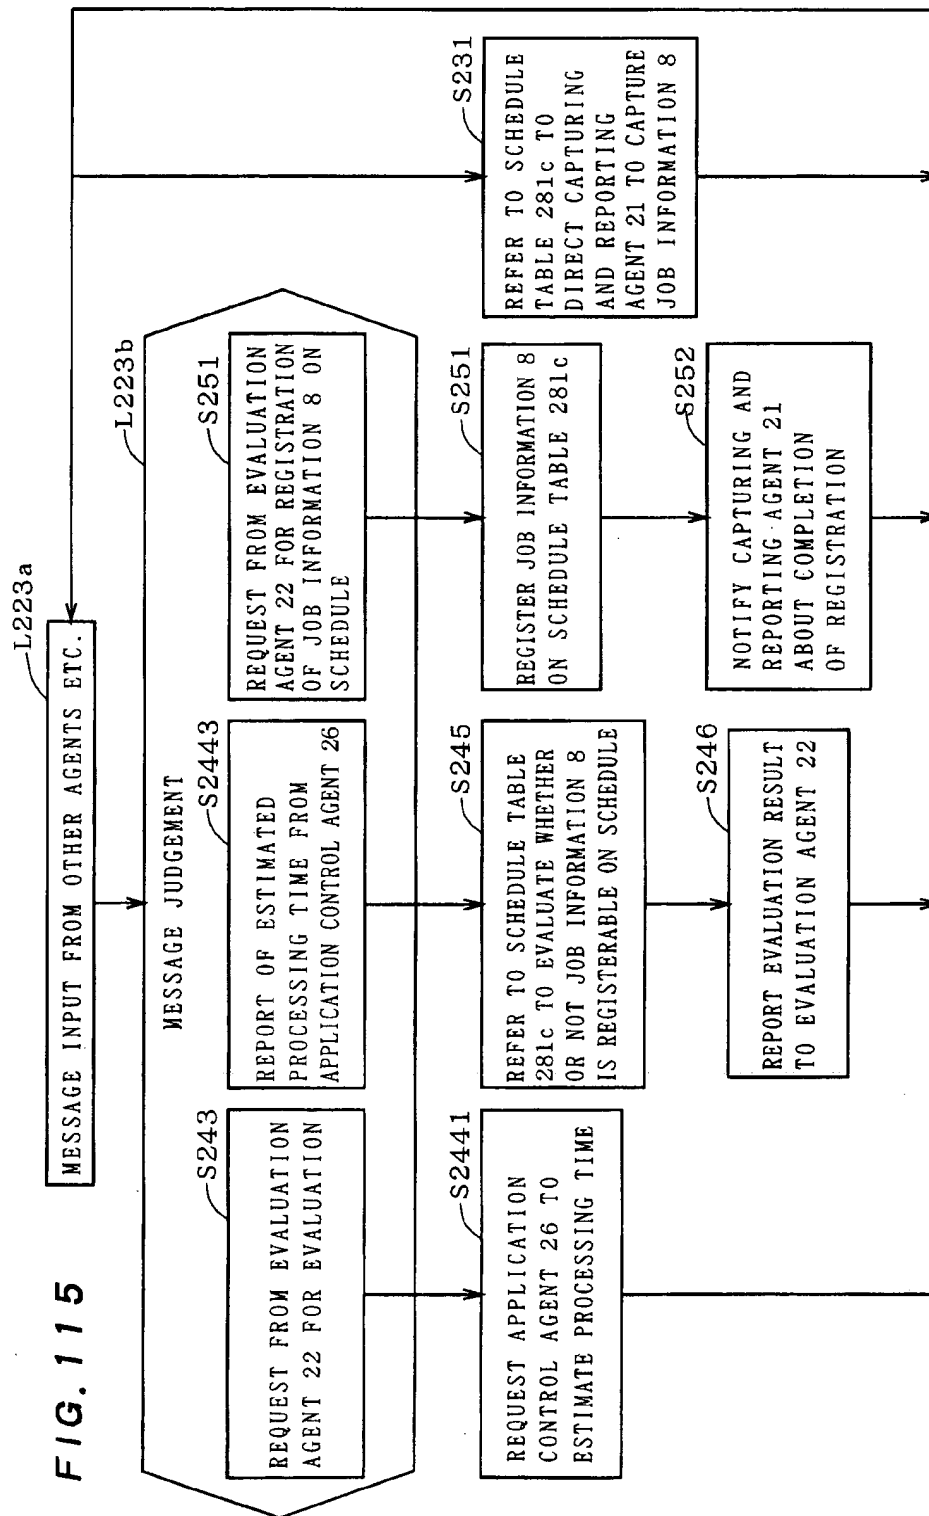 FIG. 115
L223a
MESSAGE INPUT FROM OTHER AGENTS ETC.
L223b
MESSAGE JUDGEMENT
S243
REQUEST FROM EVALUATION
AGENT 22 FOR EVALUATION
S2443
REPORT OF ESTIMATED
PROCESSING TIME FROM
APPLICATION CONTROL AGENT 26
S251
REQUEST FROM EVALUATION
AGENT 22 FOR REGISTRATION
OF JOB INFORMATION 8 ON
SCHEDULE
S2441
REQUEST APPLICATION
CONTROL AGENT 26 TO
ESTIMATE PROCESSING TIME
S245
REFER TO SCHEDULE TABLE
281c TO EVALUATE WHETHER
OR NOT JOB INFORMATION 8
IS REGISTERABLE ON SCHEDULE
S251
REGISTER JOB INFORMATION 8
ON SCHEDULE TABLE 281c
S231
REFER TO SCHEDULE
TABLE 281c TO
DIRECT CAPTURING
AND REPORTING
AGENT 21 TO CAPTURE
JOB INFORMATION 8
S246
REPORT EVALUATION RESULT
TO EVALUATION AGENT 22
S252
NOTIFY CAPTURING AND
REPORTING AGENT 21
ABOUT COMPLETION
OF REGISTRATION